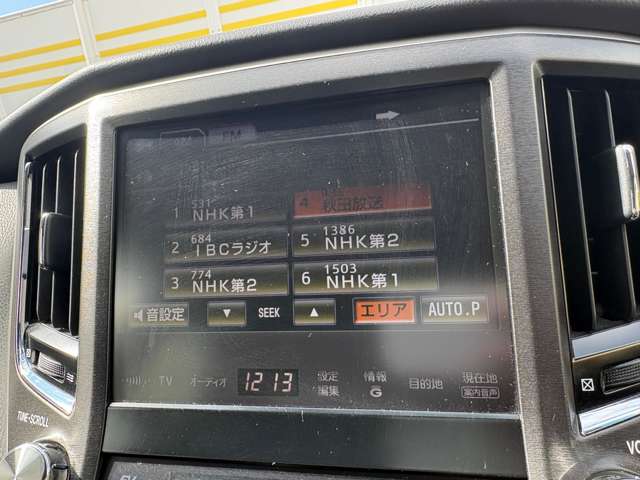 FM
531
1 NHK第1
4 秋田放送
684
2 IBCラジオ
1386
5 NHK第2
774
3 NHK第2
1503
6 NHK第1
音設定 ▼ SEEK ▲ エリア AUTO.P
TV オーディオ 1213 設定・編集 情報 G 目的地 現在地 案内音声
TUNE・SCROLL
VO